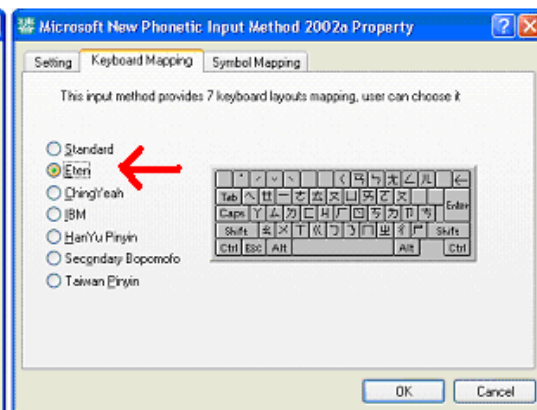 Microsoft New Phonetic Input Method 2002a Property
Setting Keyboard Mapping Symbol Mapping
This input method provides 7 keyboard layouts mapping, user can choose it
Standard
Eten
ChingYeah
IBM
HanYu Pinyin
Secondary Bopomofo
Taiwan Pinyin
˙ ˊ ˇ ˋ ㄑ ㄢ ㄣ ㄤ ㄥ ㄦ ←
Tab ㄟ ㄝ ㄧ ㄜ ㄊ ㄡ ㄩ ㄞ ㄛ ㄆ
Caps ㄚ ㄙ ㄉ ㄈ ㄐ ㄏ ㄖ ㄎ ㄌ ㄗ ㄘ Enter
Shift ㄠ ㄨ ㄒ ㄍ ㄅ ㄋ ㄇ ㄓ ㄔ ㄕ Shift
Ctrl ESC Alt Alt Ctrl
OK Cancel